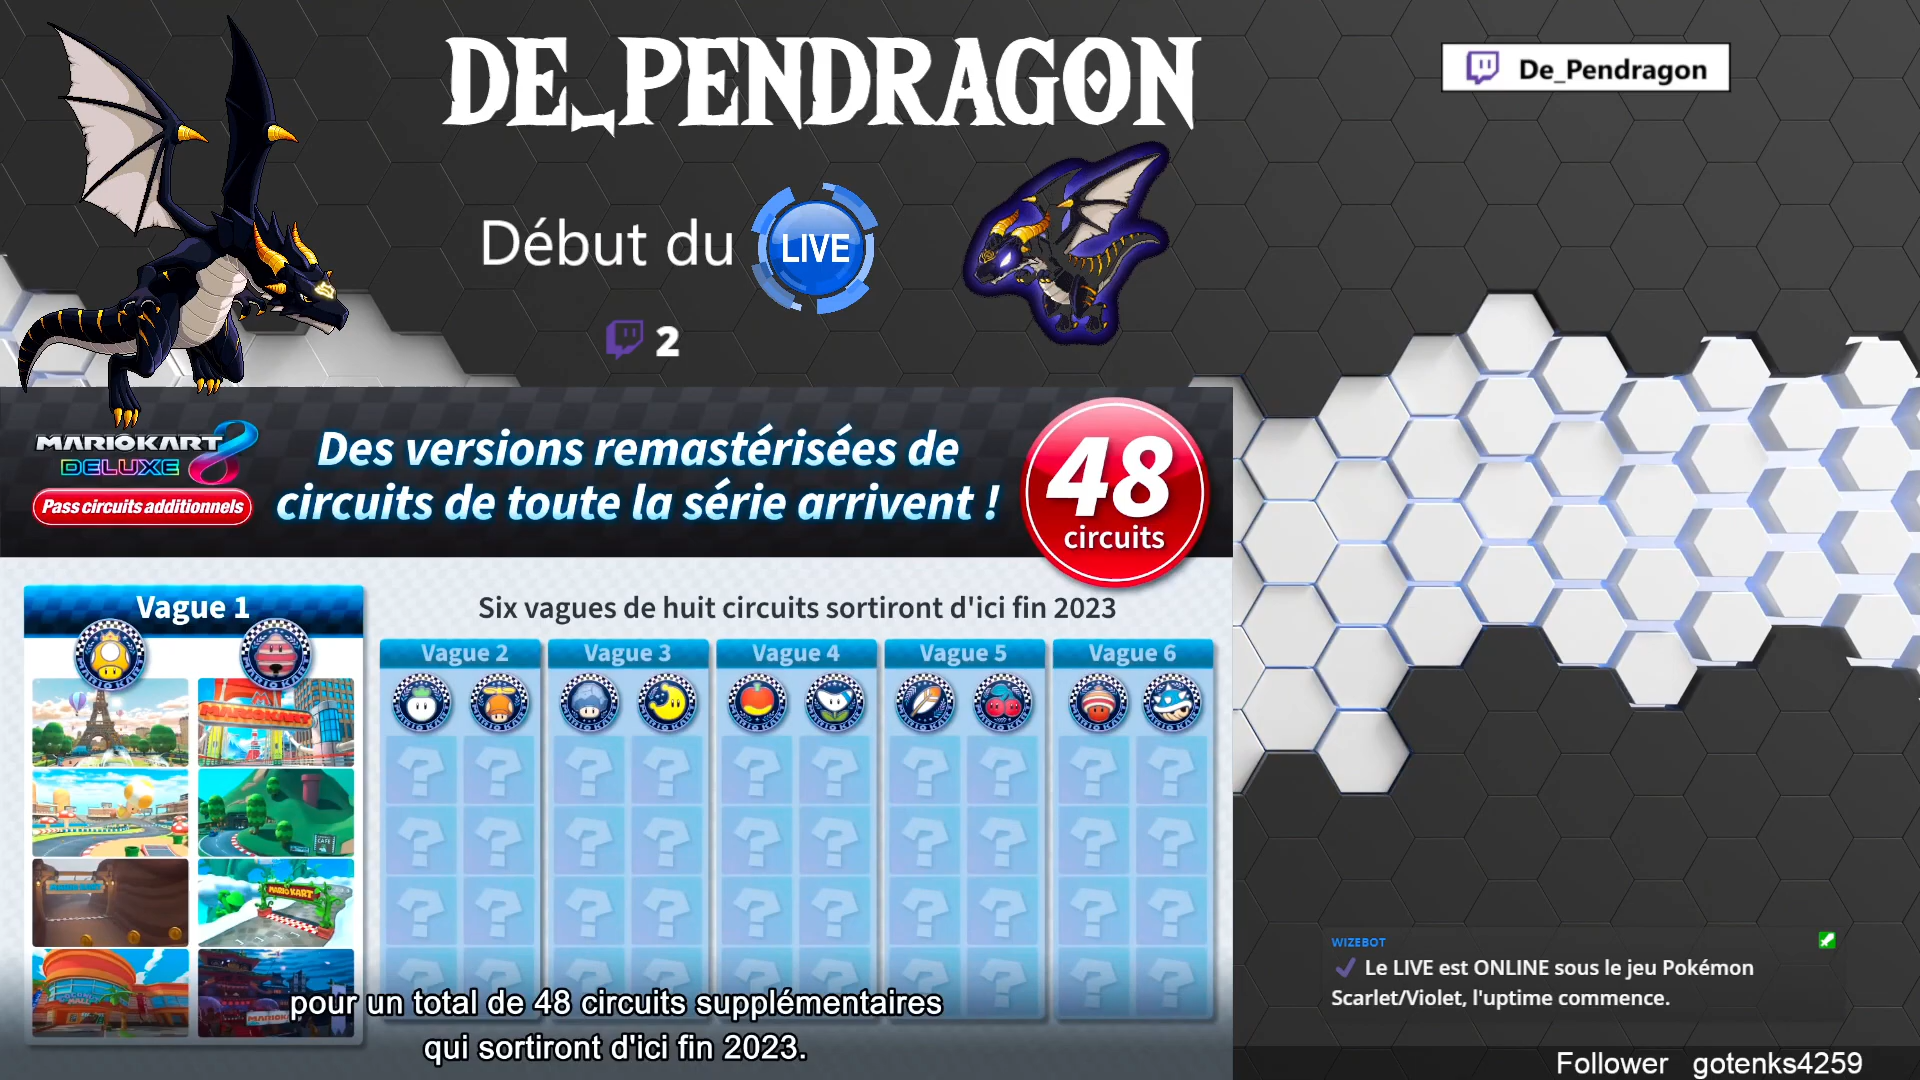 DE_PENDRAGON
De_Pendragon
Début du LIVE
2
MARIOKART 8
DELUXE
Pass circuits additionnels
Des versions remastérisées de
circuits de toute la série arrivent !
48
circuits
Vague 1
Six vagues de huit circuits sortiront d'ici fin 2023
Vague 2
Vague 3
Vague 4
Vague 5
Vague 6
MARIOKART
MARIO KART
pour un total de 48 circuits supplémentaires
qui sortiront d'ici fin 2023.
WIZEBOT
Le LIVE est ONLINE sous le jeu Pokémon
Scarlet/Violet, l'uptime commence.
Follower gotenks4259